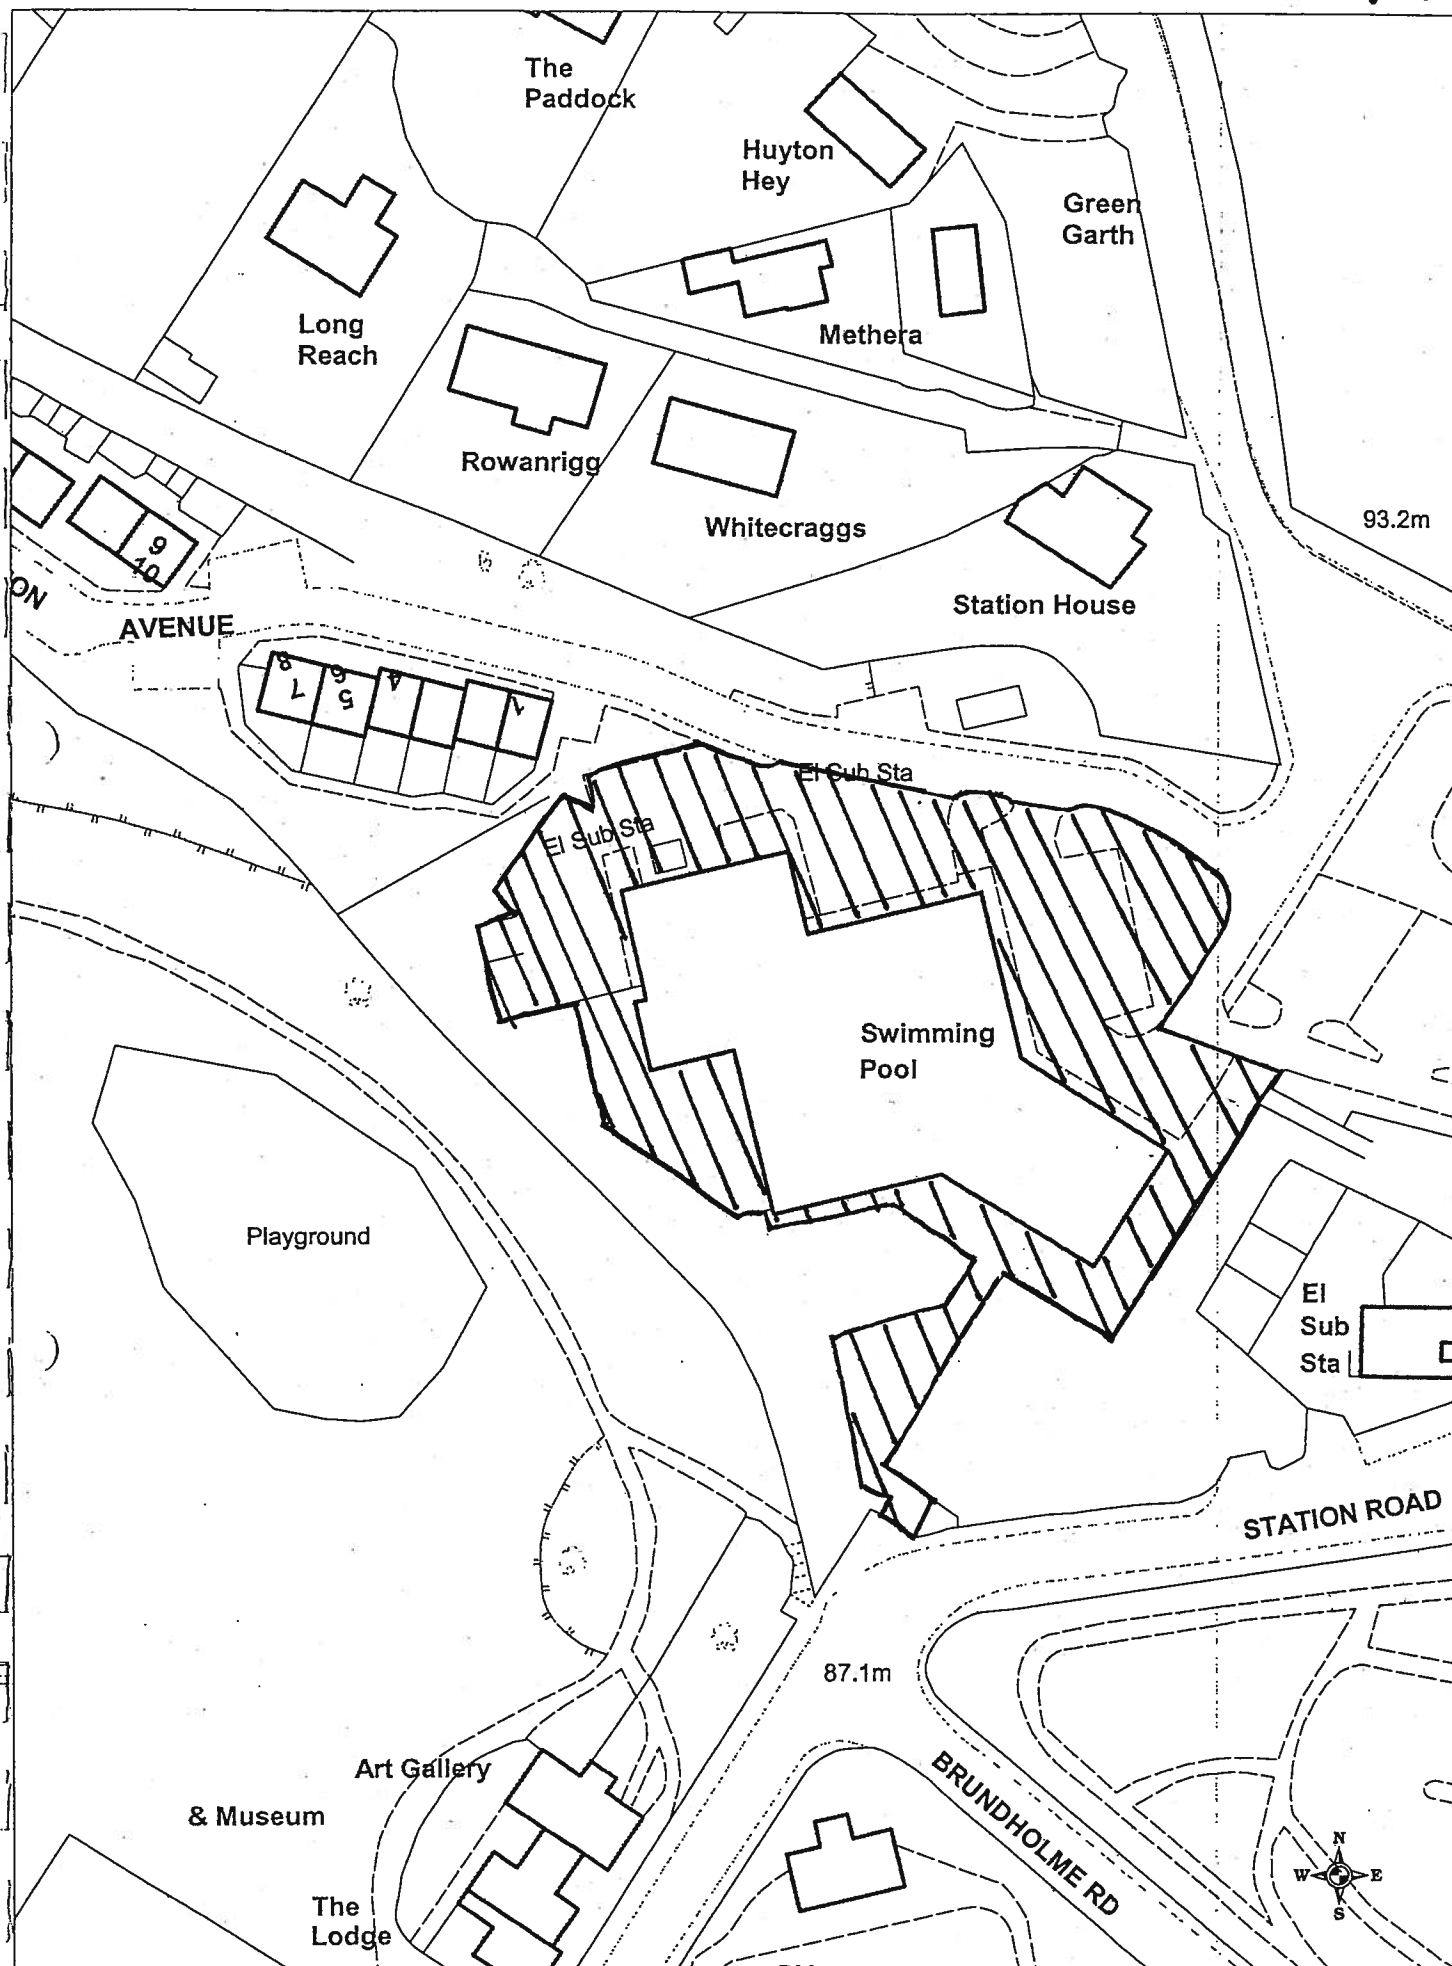 The
Paddock
Huyton
Hey
Green
Garth
Long
Reach
Methera
Rowanrigg
Whitecraggs
93.2m
9
10
ON
AVENUE
Station House
8
7
6
5
4
1
El Sub Sta
El Sub Sta
Swimming
Pool
Playground
El
Sub
Sta
STATION ROAD
87.1m
Art Gallery
& Museum
BRUNDHOLME RD
The
Lodge
N
W
E
S